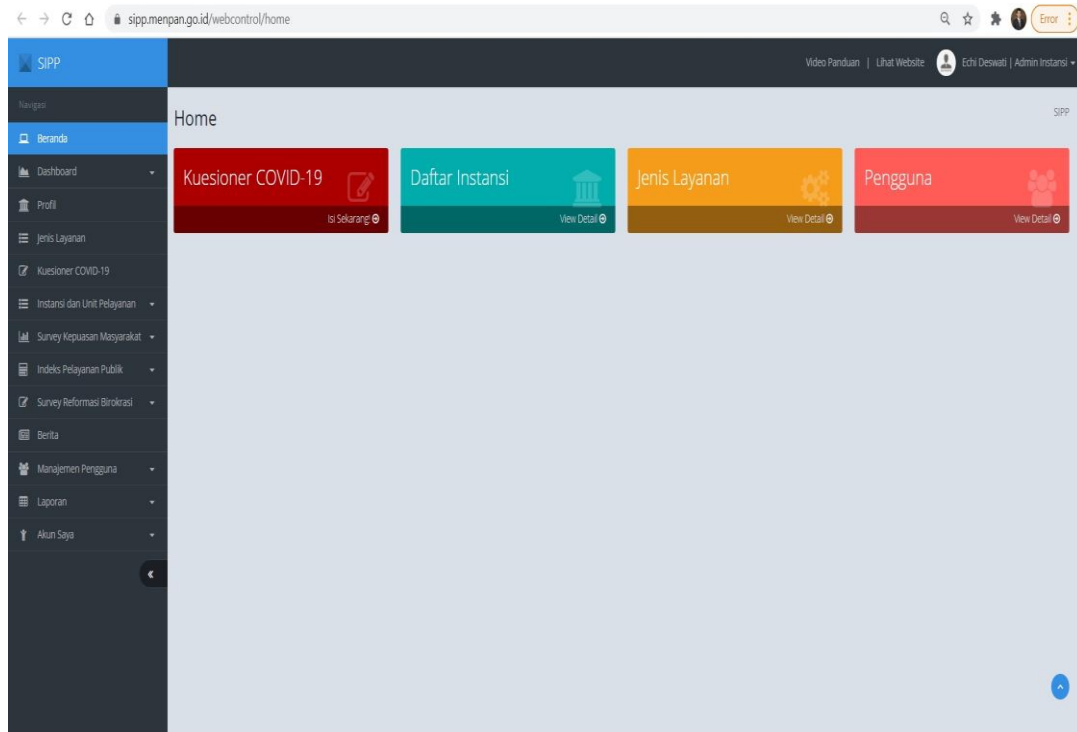 sipp.menpan.go.id/webcontrol/home
Error
SIPP
Video Panduan | Lihat Website Echi Deswati | Admin Instansi
Navigasi
Beranda
Dashboard
Profil
Jenis Layanan
Kuesioner COVID-19
Instansi dan Unit Pelayanan
Survey Kepuasan Masyarakat
Indeks Pelayanan Publik
Survey Reformasi Birokrasi
Berita
Manajemen Pengguna
Laporan
Akun Saya
Home
SIPP
Kuesioner COVID-19
Isi Sekarang!
Daftar Instansi
View Detail
Jenis Layanan
View Detail
Pengguna
View Detail